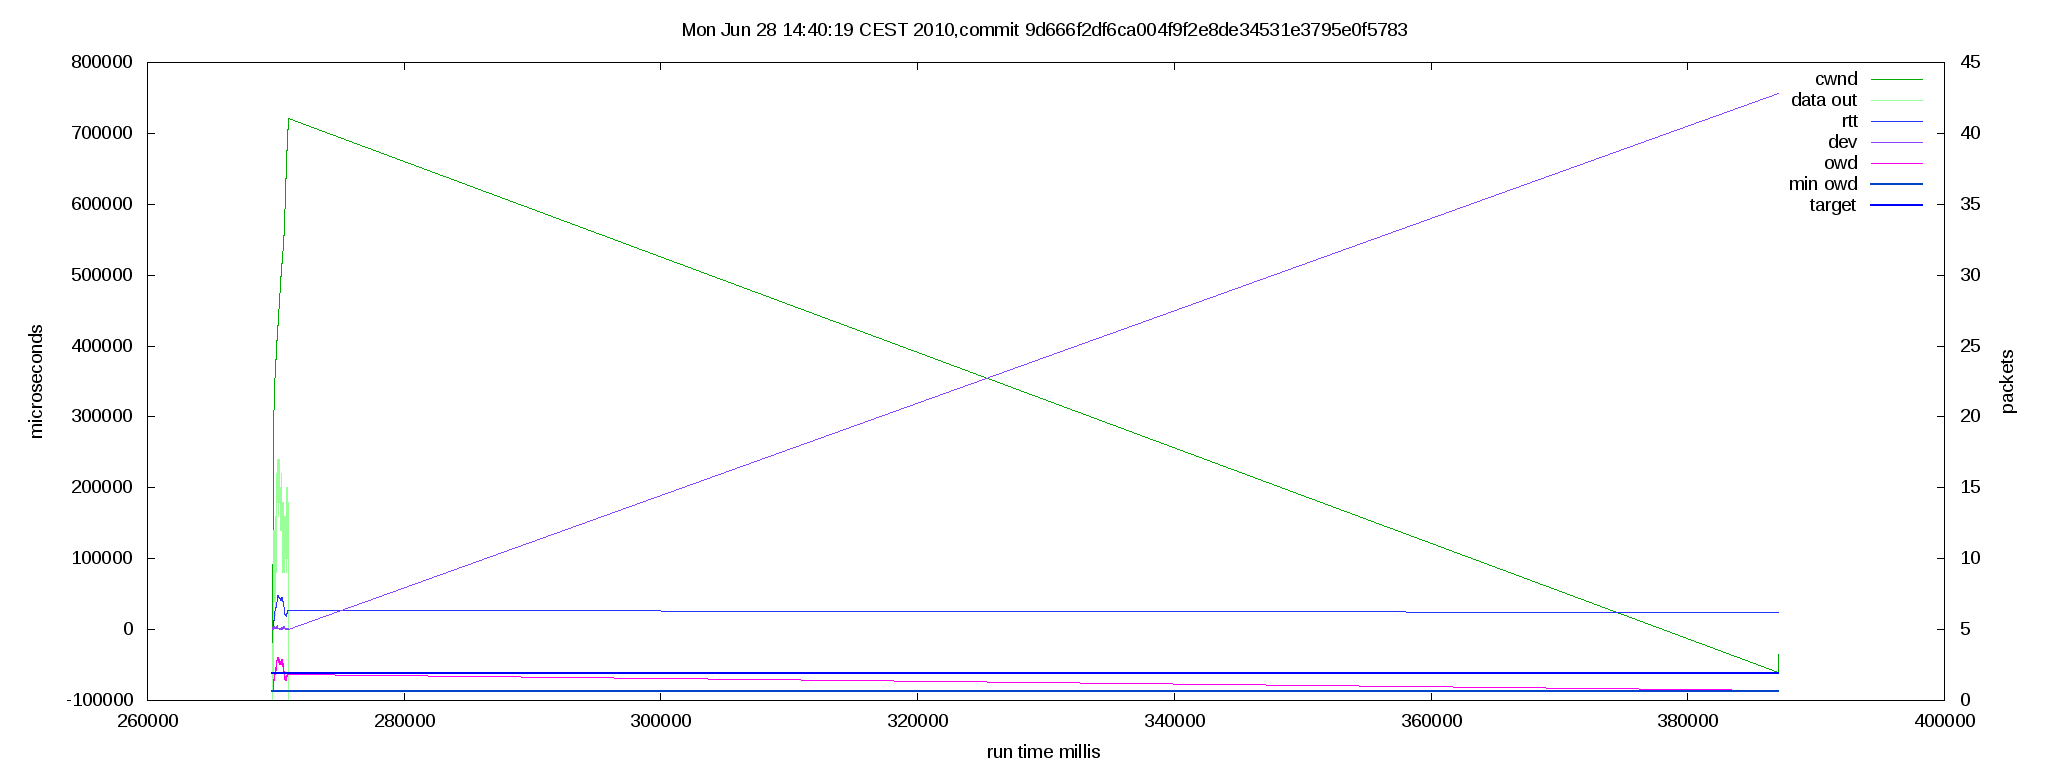 Mon Jun 28 14:40:19 CEST 2010,commit 9d666f2df6ca004f9f2e8de34531e3795e0f5783
800000
700000
600000
500000
400000
300000
200000
100000
0
-100000
microseconds
45
40
35
30
25
20
15
10
5
0
packets
cwnd
data out
rtt
dev
owd
min owd
target
260000 280000 300000 320000 340000 360000 380000 400000
run time millis